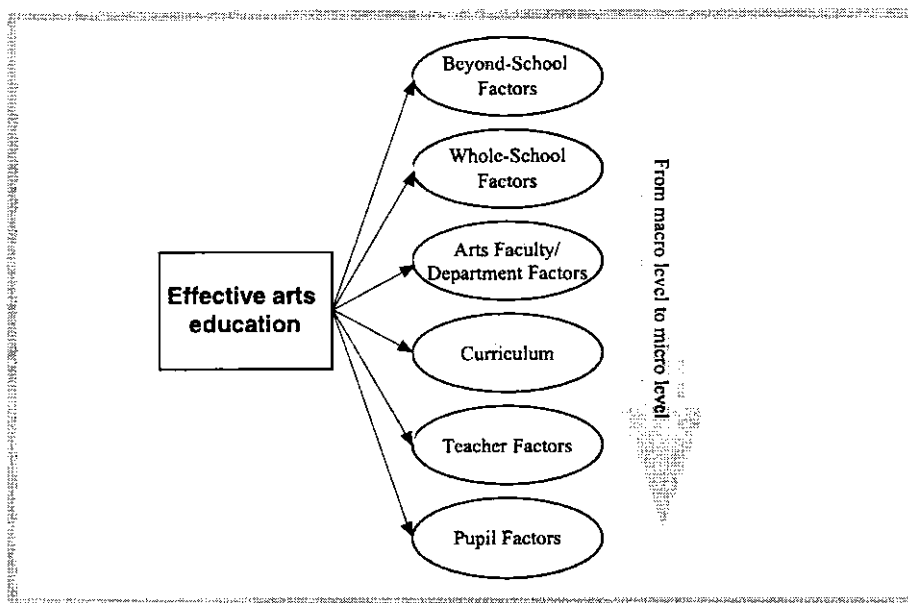 Beyond-School
Factors
Whole-School
Factors
Arts Faculty/
Department Factors
Effective arts
education
Curriculum
Teacher Factors
Pupil Factors
From macro level to micro level